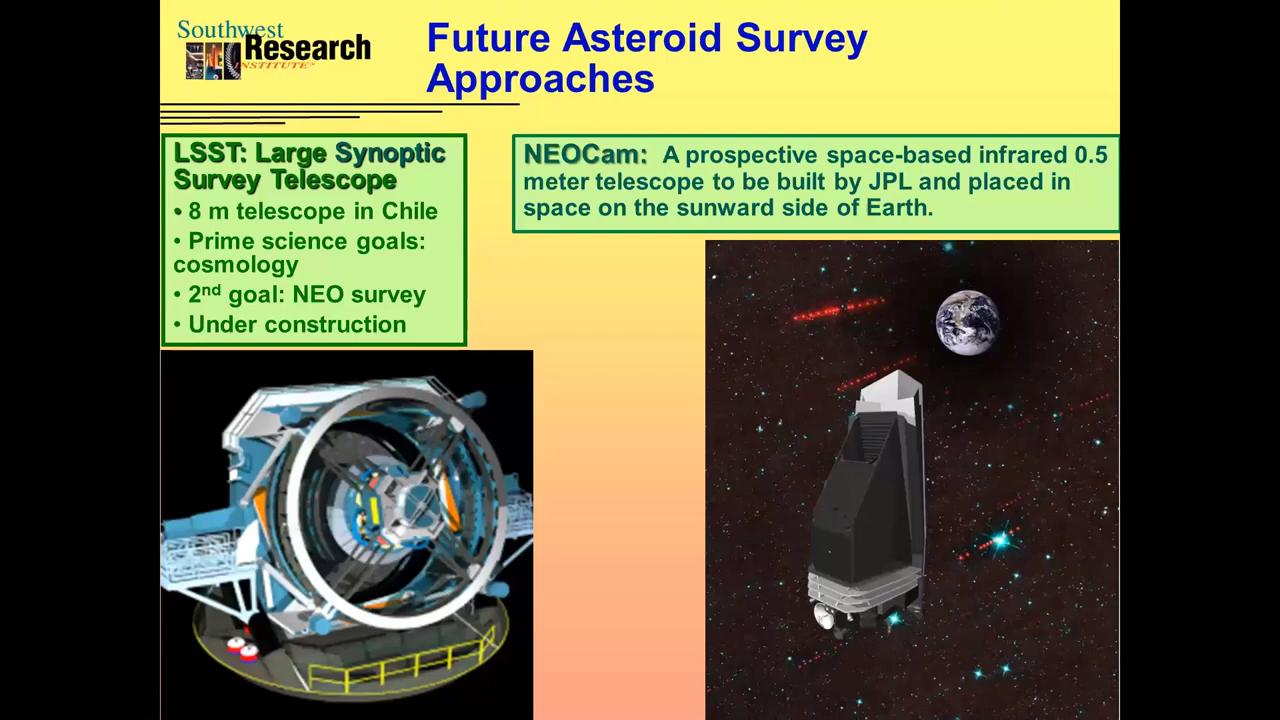 Southwest
Research
INSTITUTE
Future Asteroid Survey
Approaches
LSST: Large Synoptic
Survey Telescope
• 8 m telescope in Chile
• Prime science goals:
cosmology
• 2nd goal: NEO survey
• Under construction
NEOCam: A prospective space-based infrared 0.5
meter telescope to be built by JPL and placed in
space on the sunward side of Earth.